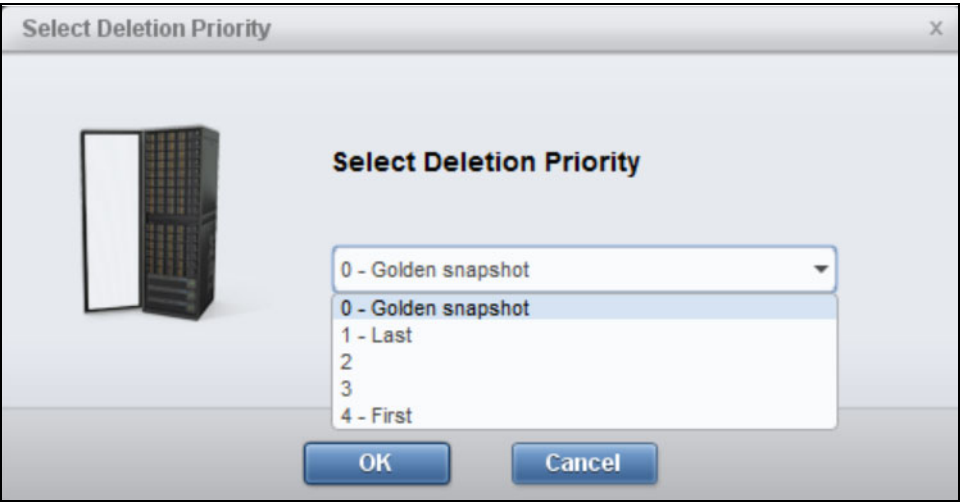 Select Deletion Priority
x
Select Deletion Priority
0 - Golden snapshot
0 - Golden snapshot
1 - Last
2
3
4 - First
OK
Cancel